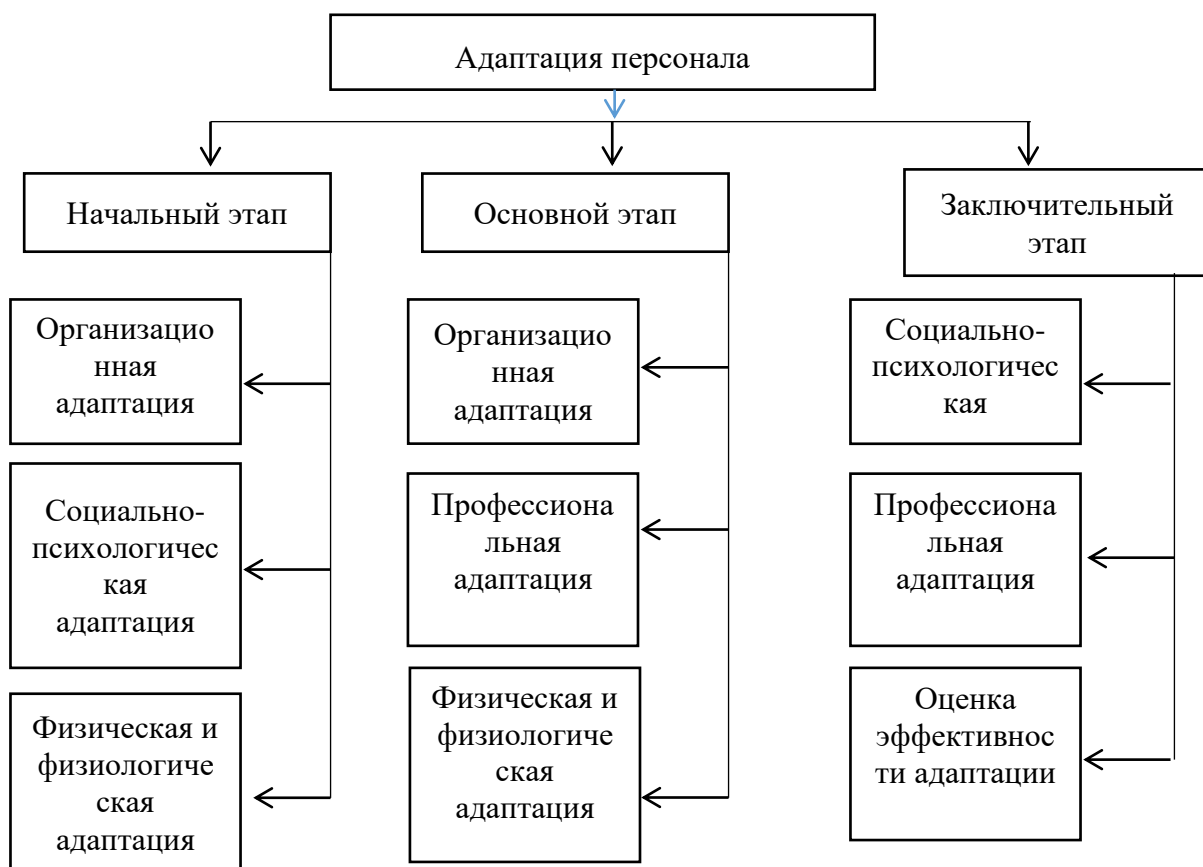 Адаптация персонала
Начальный этап
Основной этап
Заключительный
этап
Организацио
нная
адаптация
Социально-
психологичес
кая
адаптация
Физическая и
физиологиче
ская
адаптация
Организацио
нная
адаптация
Профессиона
льная
адаптация
Физическая и
физиологиче
ская
адаптация
Социально-
психологичес
кая
Профессиона
льная
адаптация
Оценка
эффективнос
ти адаптации